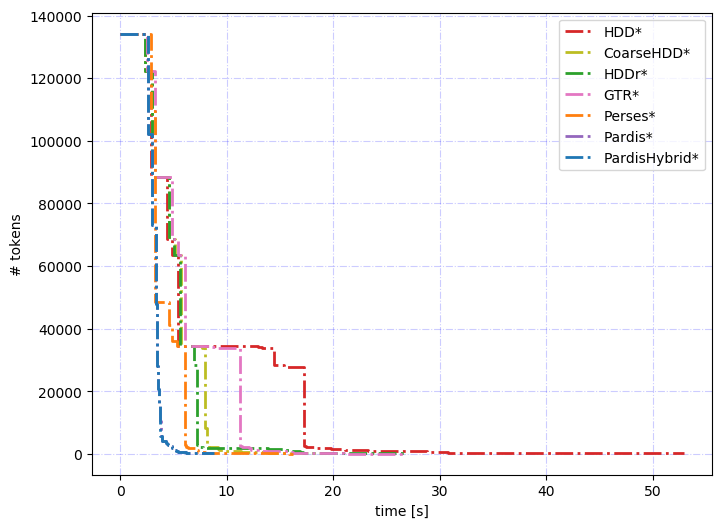 140000
120000
100000
80000
60000
40000
20000
0
# tokens
0 10 20 30 40 50
time [s]
HDD*
CoarseHDD*
HDDr*
GTR*
Perses*
Pardis*
PardisHybrid*